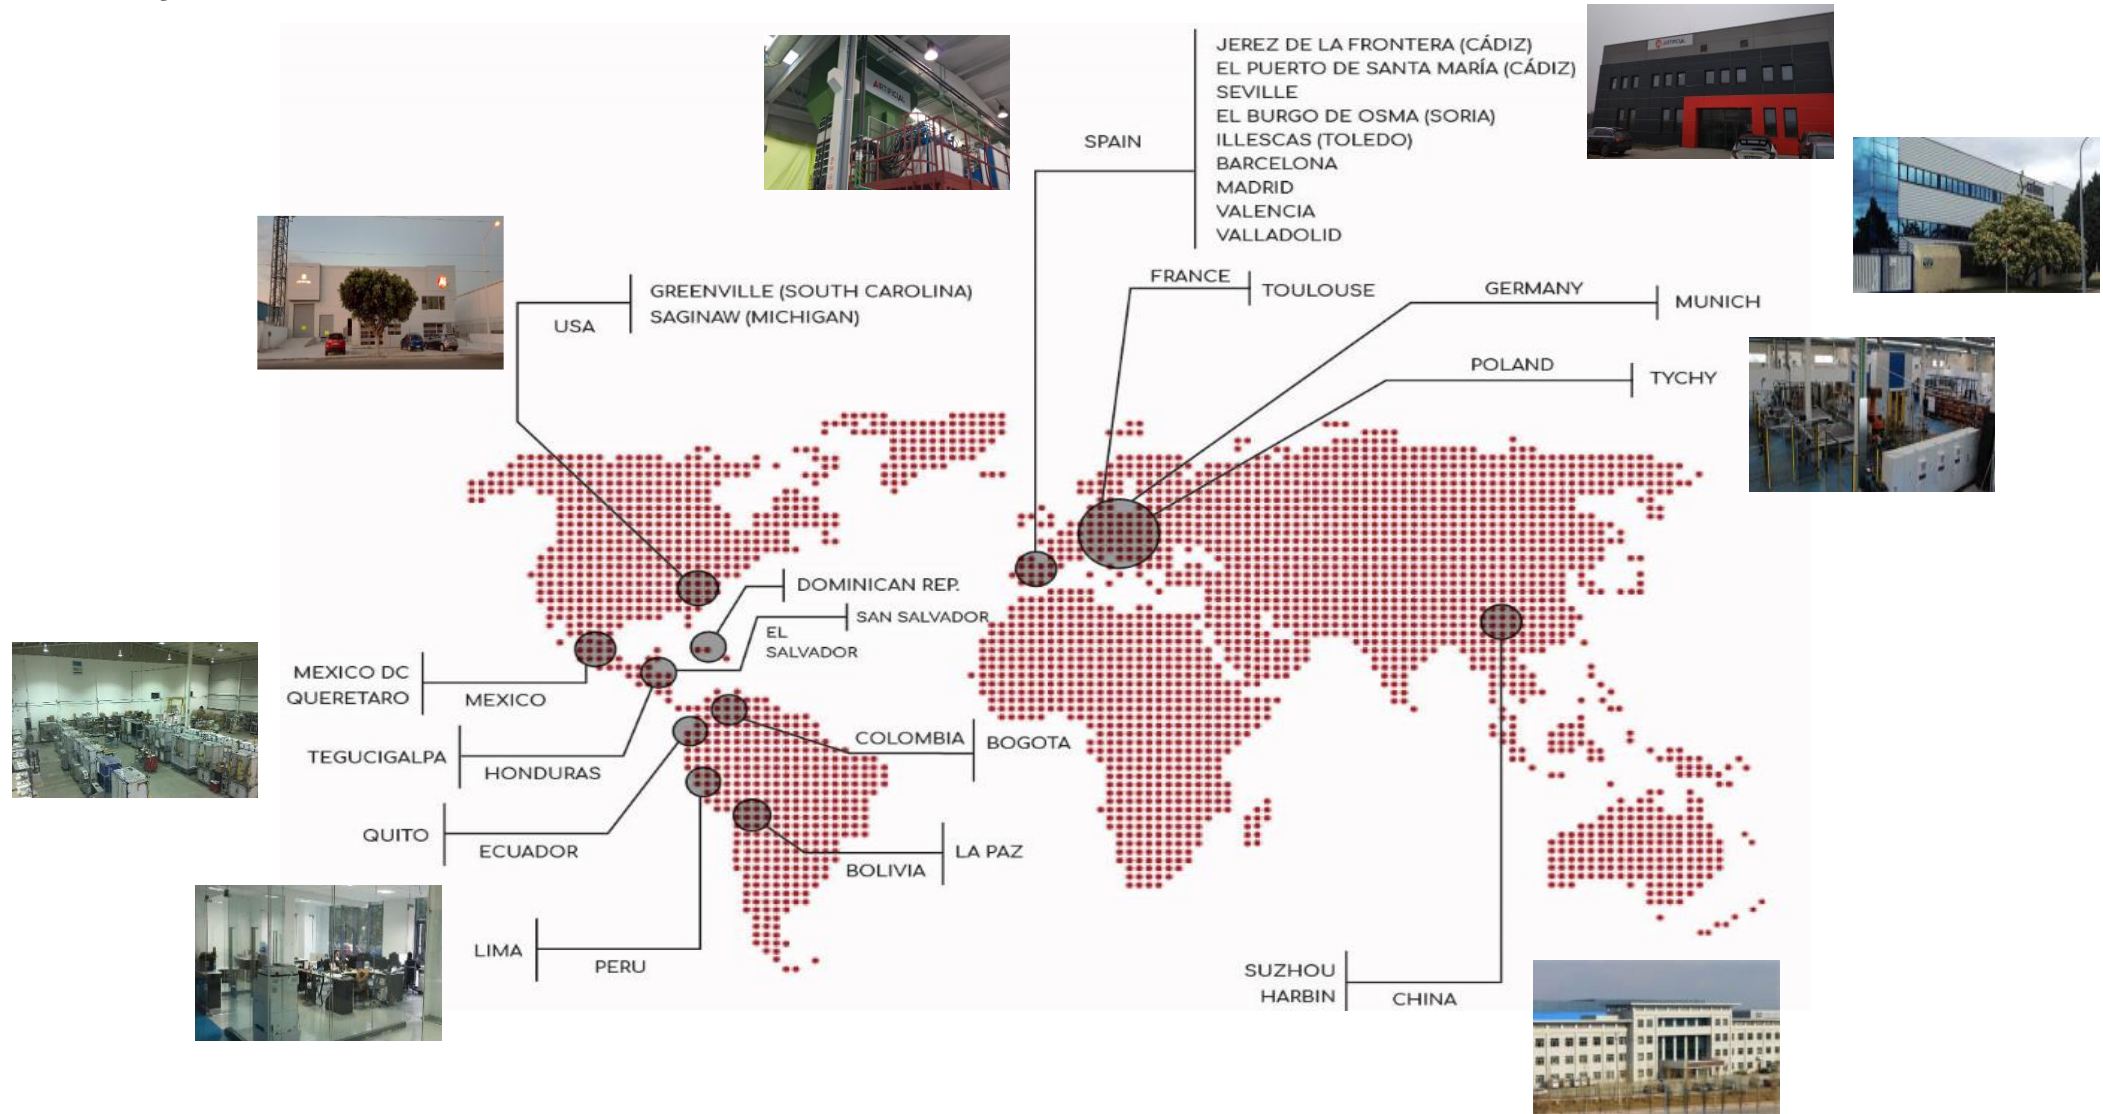 AIRTIFICIAL
SPAIN
JEREZ DE LA FRONTERA (CÁDIZ)
EL PUERTO DE SANTA MARÍA (CÁDIZ)
SEVILLE
EL BURGO DE OSMA (SORIA)
ILLESCAS (TOLEDO)
BARCELONA
MADRID
VALENCIA
VALLADOLID
USA
GREENVILLE (SOUTH CAROLINA)
SAGINAW (MICHIGAN)
FRANCE
TOULOUSE
GERMANY
MUNICH
POLAND
TYCHY
DOMINICAN REP.
SAN SALVADOR
EL
SALVADOR
MEXICO DC
QUERETARO
MEXICO
TEGUCIGALPA
HONDURAS
COLOMBIA
BOGOTA
QUITO
ECUADOR
LA PAZ
BOLIVIA
LIMA
PERU
SUZHOU
HARBIN
CHINA